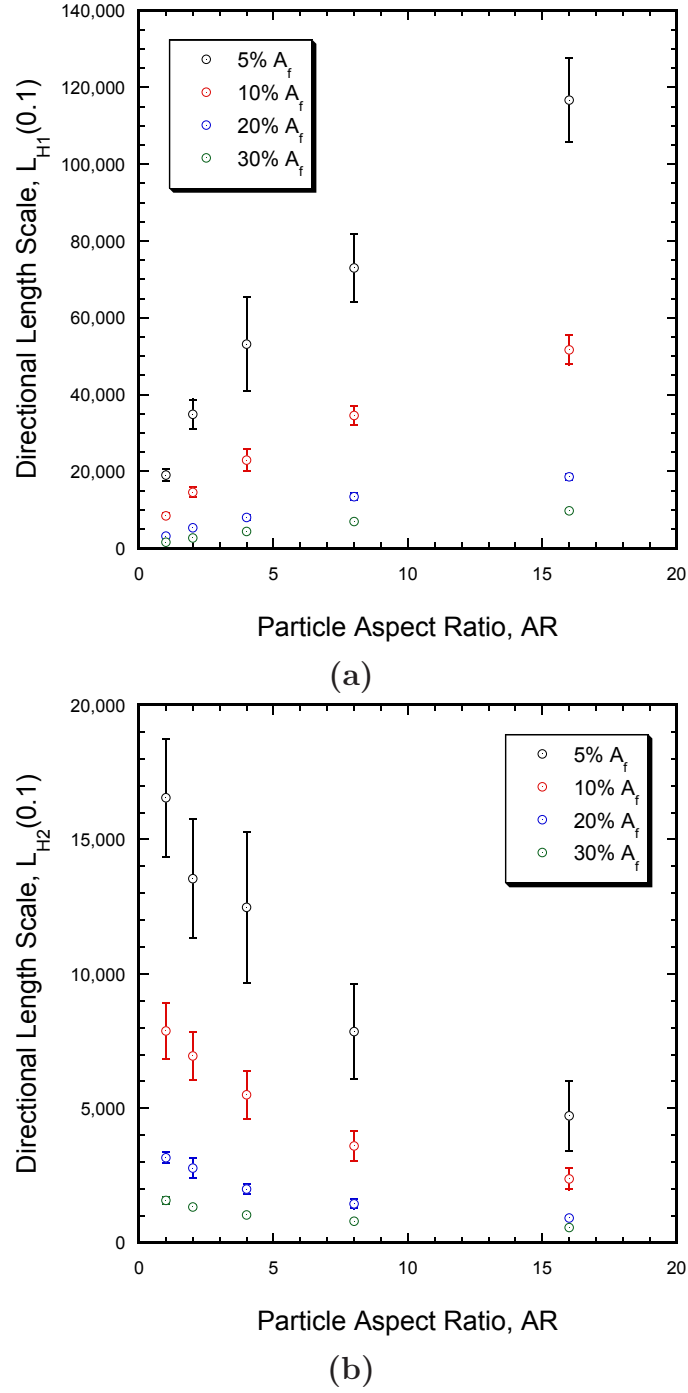 140,000
120,000
100,000
80,000
60,000
40,000
20,000
0
Directional Length Scale, L_H1(0.1)
5% A_f
10% A_f
20% A_f
30% A_f
0 5 10 15 20
Particle Aspect Ratio, AR
(a)
20,000
15,000
10,000
5,000
0
Directional Length Scale, L_H2(0.1)
5% A_f
10% A_f
20% A_f
30% A_f
0 5 10 15 20
Particle Aspect Ratio, AR
(b)